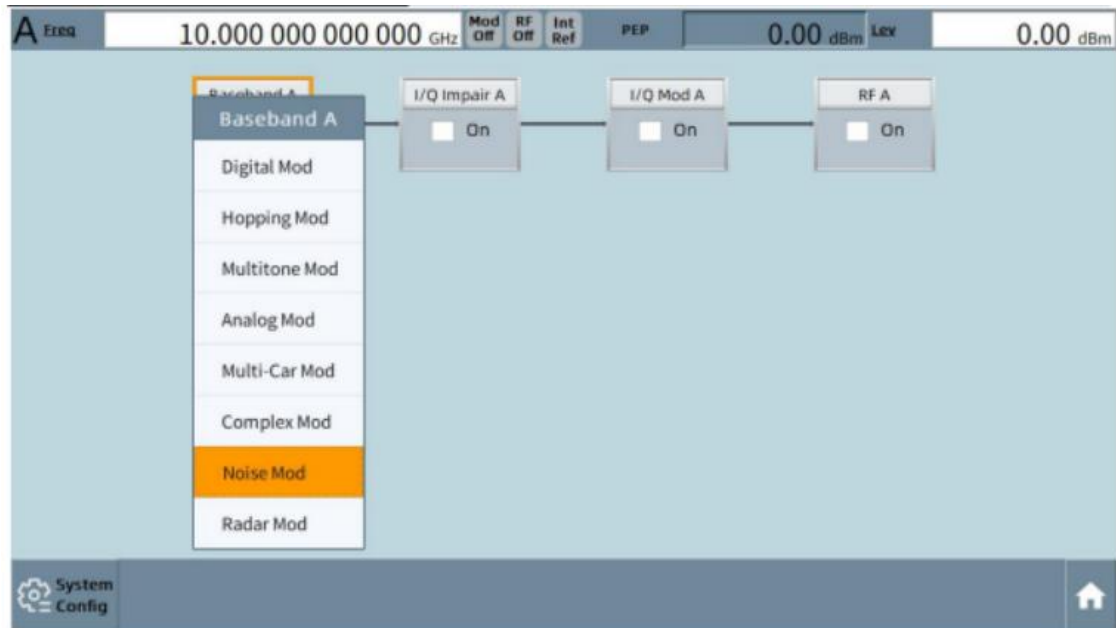 A Freq 10.000 000 000 000 GHz Mod Off RF Off Int Ref PEP 0.00 dBm Lev 0.00 dBm
Baseband A I/Q Impair A I/Q Mod A RF A
Baseband A
On On On
Digital Mod
Hopping Mod
Multitone Mod
Analog Mod
Multi-Car Mod
Complex Mod
Noise Mod
Radar Mod
System
Config